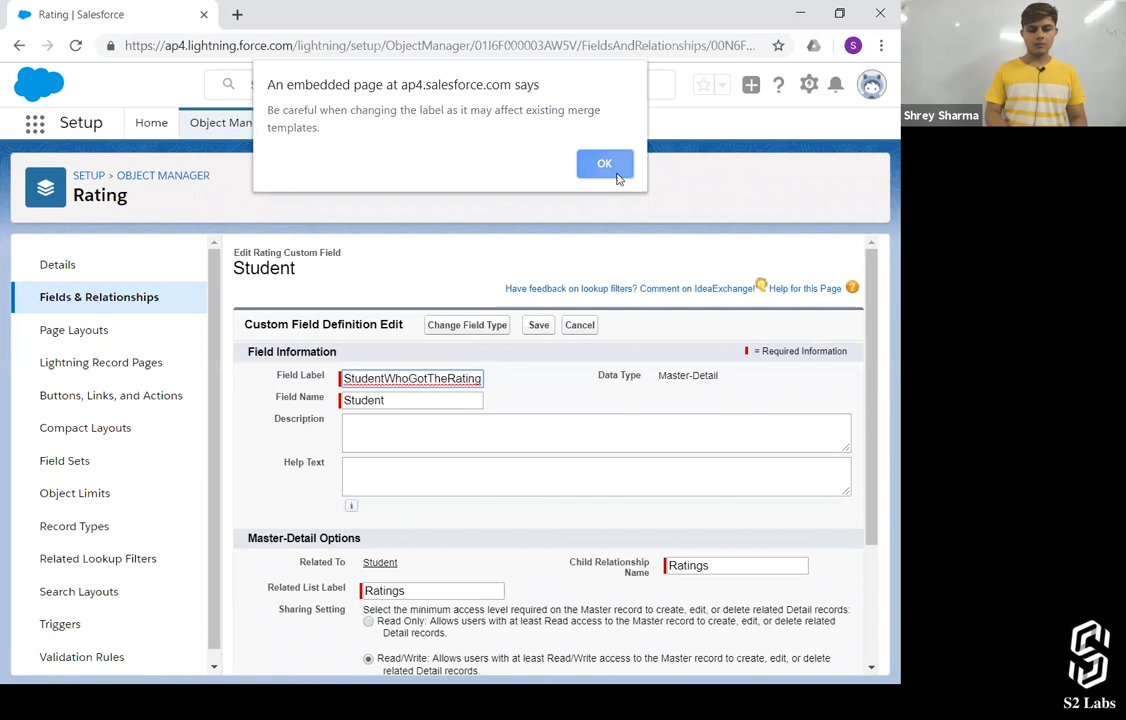 Rating | Salesforce
https://ap4.lightning.force.com/lightning/setup/ObjectManager/01I6F000003AW5V/FieldsAndRelationships/00N6F...
S
An embedded page at ap4.salesforce.com says
Be careful when changing the label as it may affect existing merge
templates.
OK
Shrey Sharma
Setup
Home
Object Man
SETUP > OBJECT MANAGER
Rating
Details
Fields & Relationships
Page Layouts
Lightning Record Pages
Buttons, Links, and Actions
Compact Layouts
Field Sets
Object Limits
Record Types
Related Lookup Filters
Search Layouts
Triggers
Validation Rules
Edit Rating Custom Field
Student
Have feedback on lookup filters? Comment on IdeaExchange!
Help for this Page ?
Custom Field Definition Edit
Change Field Type
Save
Cancel
Field Information
= Required Information
Field Label
StudentWhoGotTheRating
Data Type
Master-Detail
Field Name
Student
Description
Help Text
i
Master-Detail Options
Related To
Student
Child Relationship
Name
Ratings
Related List Label
Ratings
Sharing Setting
Select the minimum access level required on the Master record to create, edit, or delete related Detail records:
Read Only: Allows users with at least Read access to the Master record to create, edit, or delete related
Detail records.
Read/Write: Allows users with at least Read/Write access to the Master record to create, edit, or delete
related Detail records.
S2 Labs